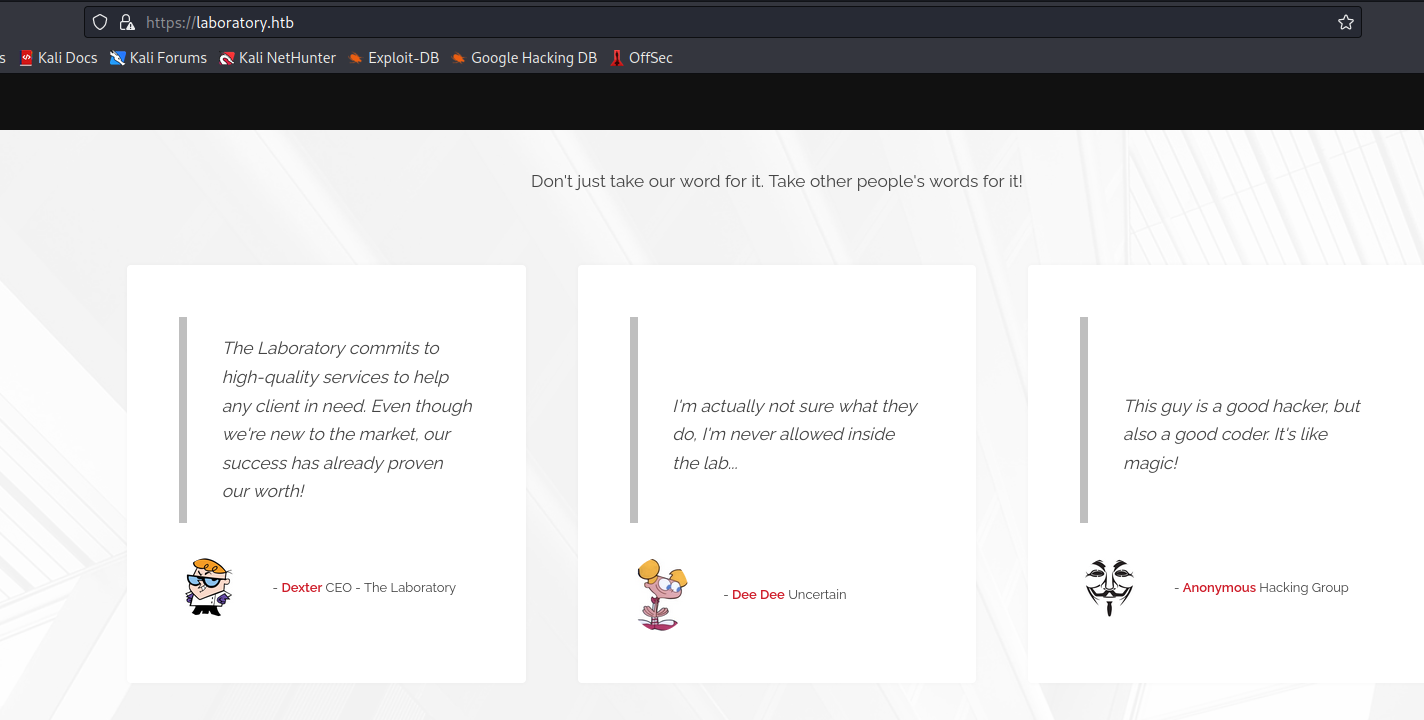 https://laboratory.htb
s Kali Docs Kali Forums Kali NetHunter Exploit-DB Google Hacking DB OffSec
Don't just take our word for it. Take other people's words for it!
The Laboratory commits to
high-quality services to help
any client in need. Even though
we're new to the market, our
success has already proven
our worth!
- Dexter CEO - The Laboratory
I'm actually not sure what they
do, I'm never allowed inside
the lab...
- Dee Dee Uncertain
This guy is a good hacker, but
also a good coder. It's like
magic!
- Anonymous Hacking Group